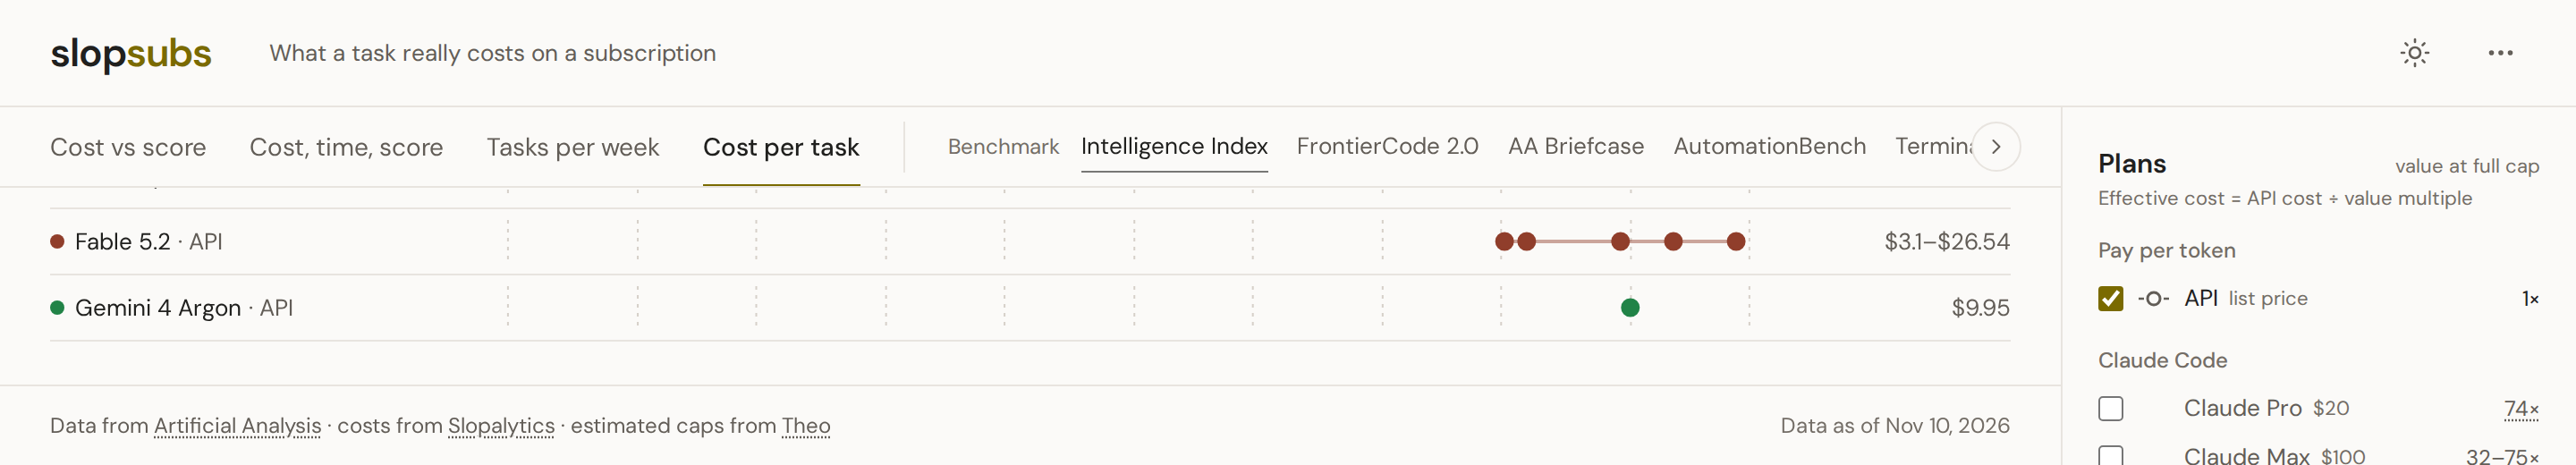 slopsubs What a task really costs on a subscription
Cost vs score Cost, time, score Tasks per week Cost per task Benchmark Intelligence Index FrontierCode 2.0 AA Briefcase AutomationBench
Fable 5.2 · API $3.1–$26.54
Gemini 4 Argon · API $9.95
Data from Artificial Analysis · costs from Slopalytics · estimated caps from Theo Data as of Nov 10, 2026
Plans value at full cap
Effective cost = API cost ÷ value multiple
Pay per token
API list price 1×
Claude Code
Claude Pro $20 74×
Claude Max $100 32–75×